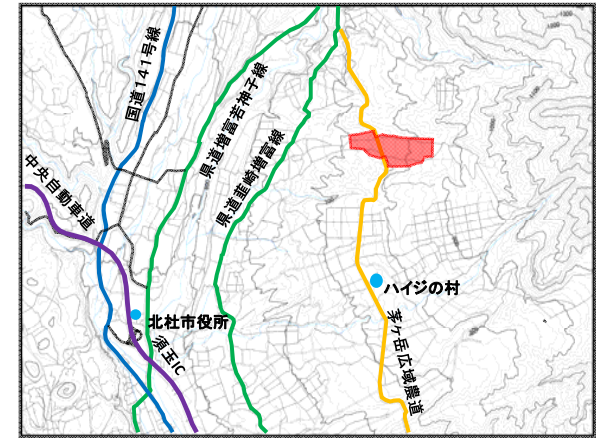 国道141号線
県道増富若神子線
県道韮崎増富線
中央自動車道
ハイジの村
北杜市役所
須玉IC
茅ヶ岳広域農道